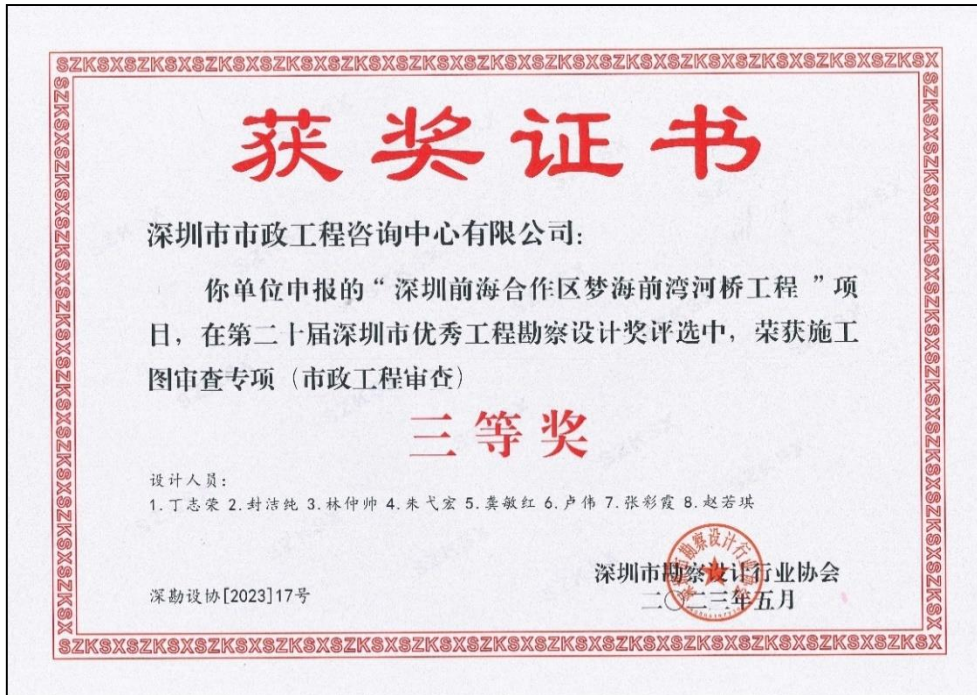 SZKSXSZKSXSZKSXSZKSXSZKSXSZKSXSZKSXSZKSXSZKSXSZKSXSZKSX
获奖证书
深圳市市政工程咨询中心有限公司：
你单位申报的“深圳前海合作区梦海前湾河桥工程 ”项
目，在第二十届深圳市优秀工程勘察设计奖评选中，荣获施工
图审查专项（市政工程审查）
三等奖
设计人员：
1.丁志荣 2.封洁纯 3.林仲帅 4.朱弋宏 5.龚敏红 6.卢伟 7.张彩霞 8.赵若琪
深圳市勘察设计行业协会
深勘设协[2023]17号
二〇二三年五月
SZKSXSZKSXSZKSXSZKSXSZKSXSZKSXSZKSXSZKSXSZKSXSZKSXSZKSX